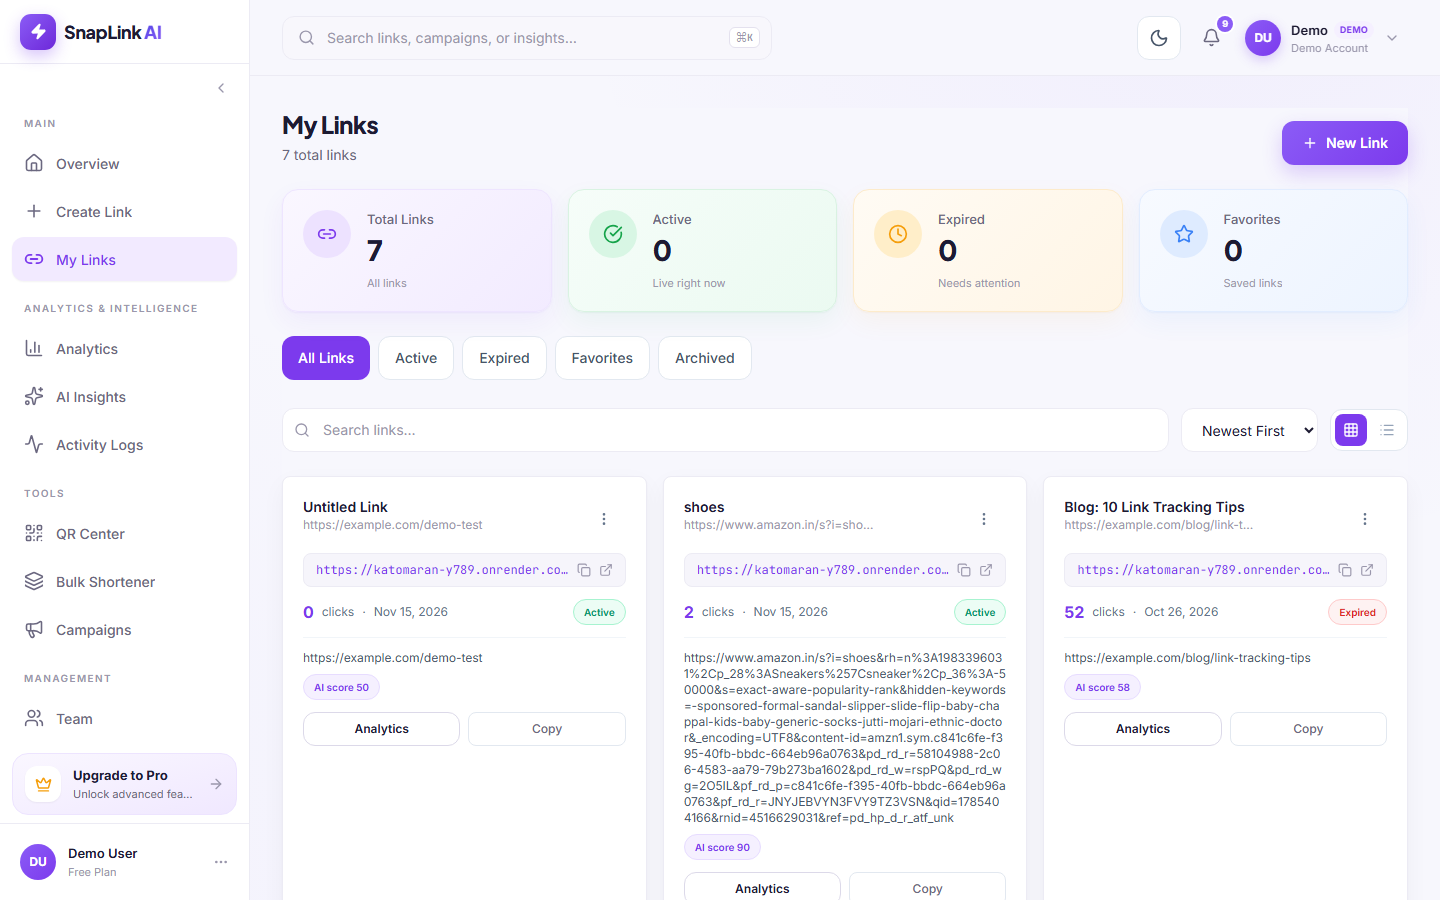 SnapLink AI
Search links, campaigns, or insights...
⌘K
9
DU
Demo DEMO
Demo Account
MAIN
Overview
Create Link
My Links
ANALYTICS & INTELLIGENCE
Analytics
AI Insights
Activity Logs
TOOLS
QR Center
Bulk Shortener
Campaigns
MANAGEMENT
Team
Upgrade to Pro
Unlock advanced fea...
DU
Demo User
Free Plan
My Links
7 total links
New Link
Total Links
7
All links
Active
0
Live right now
Expired
0
Needs attention
Favorites
0
Saved links
All Links
Active
Expired
Favorites
Archived
Search links...
Newest First
Untitled Link
https://example.com/demo-test
https://katomaran-y789.onrender.co...
0 clicks · Nov 15, 2026
Active
https://example.com/demo-test
AI score 50
Analytics
Copy
shoes
https://www.amazon.in/s?i=sho...
https://katomaran-y789.onrender.co...
2 clicks · Nov 15, 2026
Active
https://www.amazon.in/s?i=shoes&rh=n%3A198339603
1%2Cp_28%3ASneakers%257Csneaker%2Cp_36%3A-5
0000&s=exact-aware-popularity-rank&hidden-keywords
=-sponsored-formal-sandal-slipper-slide-flip-baby-cha
ppal-kids-baby-generic-socks-jutti-mojari-ethnic-docto
r&_encoding=UTF8&content-id=amzn1.sym.c841c6fe-f3
95-40fb-bbdc-664eb96a0763&pd_rd_r=58104988-2c0
6-4583-aa79-79b273ba1602&pd_rd_w=rspPQ&pd_rd_w
g=2O5IL&pf_rd_p=c841c6fe-f395-40fb-bbdc-664eb96a
0763&pf_rd_r=JNYJEBVYN3FVY9TZ3VSN&qid=178540
4166&rnid=4516629031&ref=pd_hp_d_r_atf_unk
AI score 90
Analytics
Copy
Blog: 10 Link Tracking Tips
https://example.com/blog/link-t...
https://katomaran-y789.onrender.co...
52 clicks · Oct 26, 2026
Expired
https://example.com/blog/link-tracking-tips
AI score 58
Analytics
Copy